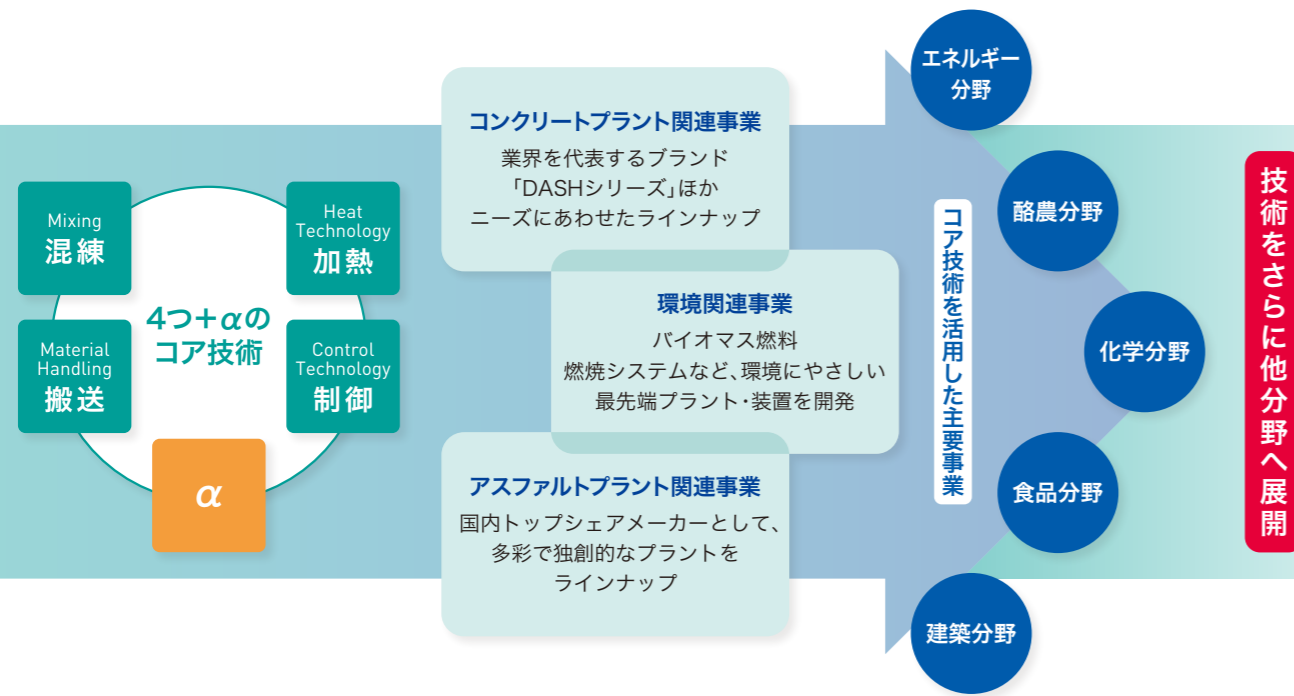 Mixing
混練
Heat
Technology
加熱
4つ+αの
コア技術
Material
Handling
搬送
Control
Technology
制御
α
コンクリートプラント関連事業
業界を代表するブランド
「DASHシリーズ」ほか
ニーズにあわせたラインナップ
環境関連事業
バイオマス燃料
燃焼システムなど、環境にやさしい
最先端プラント・装置を開発
アスファルトプラント関連事業
国内トップシェアメーカーとして、
多彩で独創的なプラントを
ラインナップ
コア技術を活用した主要事業
エネルギー
分野
酪農分野
化学分野
食品分野
建築分野
技術をさらに他分野へ展開